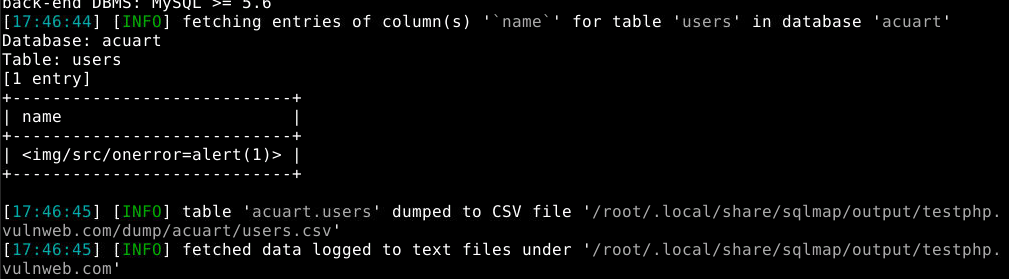 back-end DBMS: MySQL >= 5.6
[17:46:44] [INFO] fetching entries of column(s) '`name`' for table 'users' in database 'acuart'
Database: acuart
Table: users
[1 entry]
+---------------------------+
| name                      |
+---------------------------+
| <img/src/onerror=alert(1)> |
+---------------------------+
[17:46:45] [INFO] table 'acuart.users' dumped to CSV file '/root/.local/share/sqlmap/output/testphp.
vulnweb.com/dump/acuart/users.csv'
[17:46:45] [INFO] fetched data logged to text files under '/root/.local/share/sqlmap/output/testphp.
vulnweb.com'